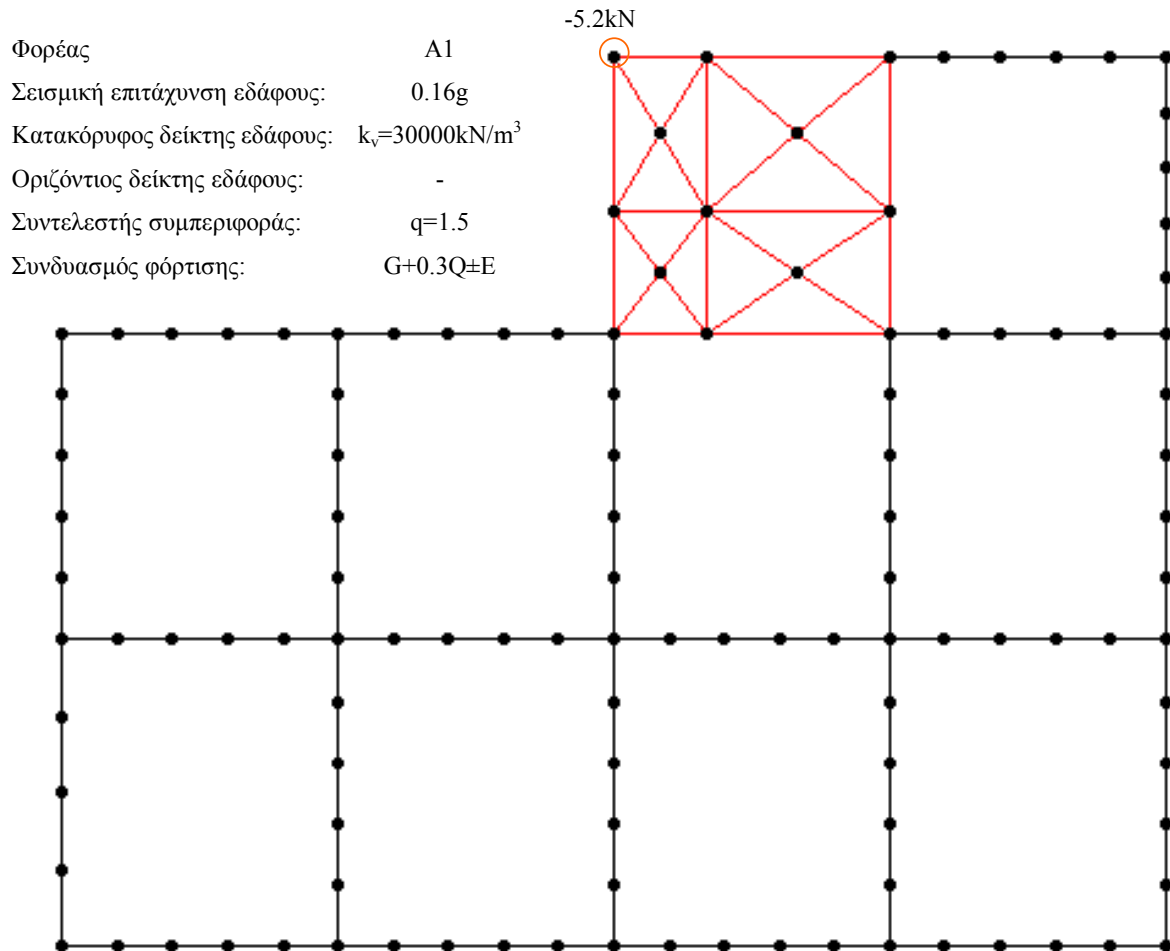 -5.2kN
Φορέας A1
Σεισμική επιτάχυνση εδάφους: 0.16g
Κατακόρυφος δείκτης εδάφους: kv=30000kN/m³
Οριζόντιος δείκτης εδάφους: -
Συντελεστής συμπεριφοράς: q=1.5
Συνδυασμός φόρτισης: G+0.3Q±E